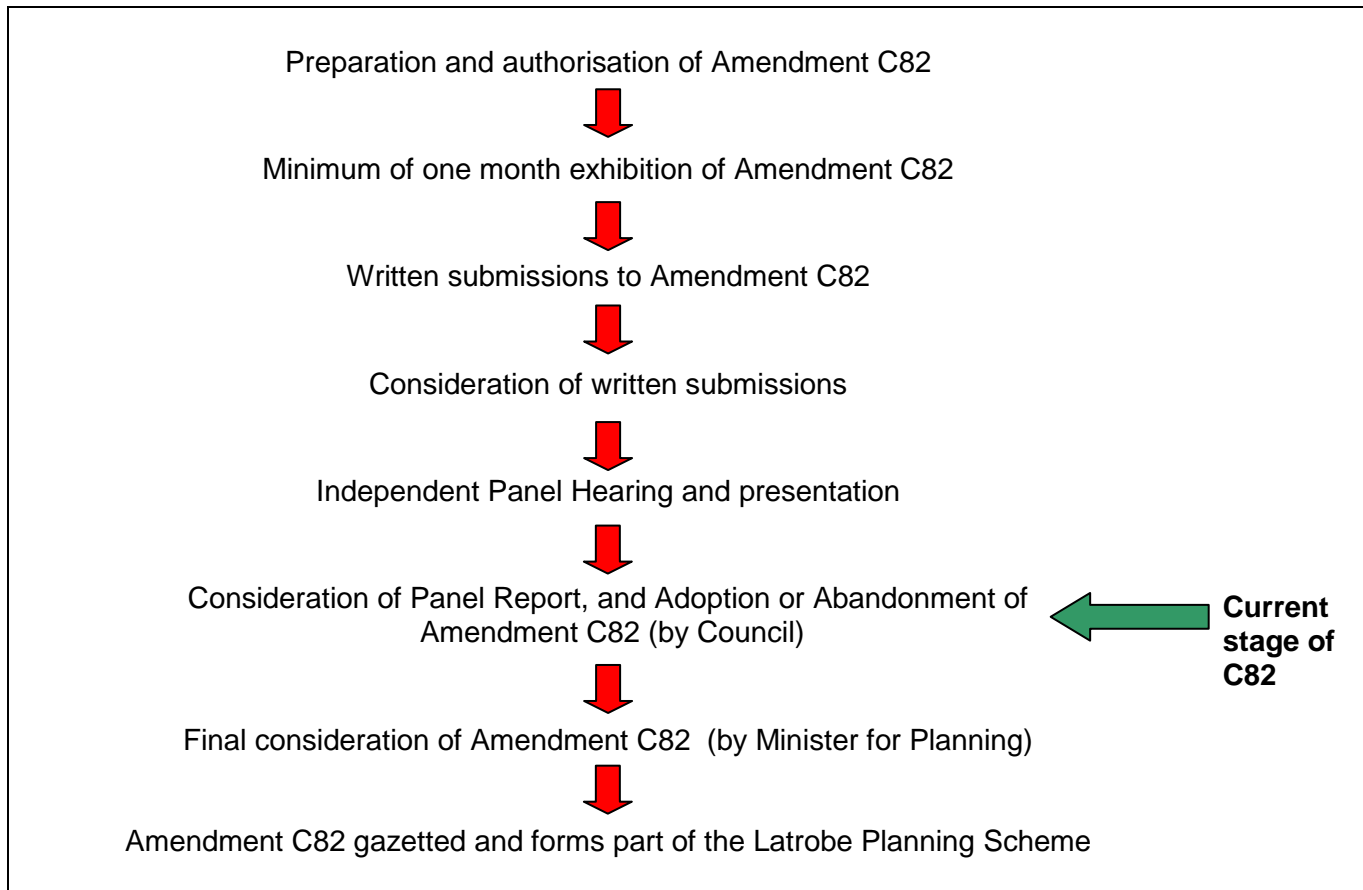 Preparation and authorisation of Amendment C82
Minimum of one month exhibition of Amendment C82
Written submissions to Amendment C82
Consideration of written submissions
Independent Panel Hearing and presentation
Consideration of Panel Report, and Adoption or Abandonment of
Amendment C82 (by Council)
Current
stage of
C82
Final consideration of Amendment C82 (by Minister for Planning)
Amendment C82 gazetted and forms part of the Latrobe Planning Scheme